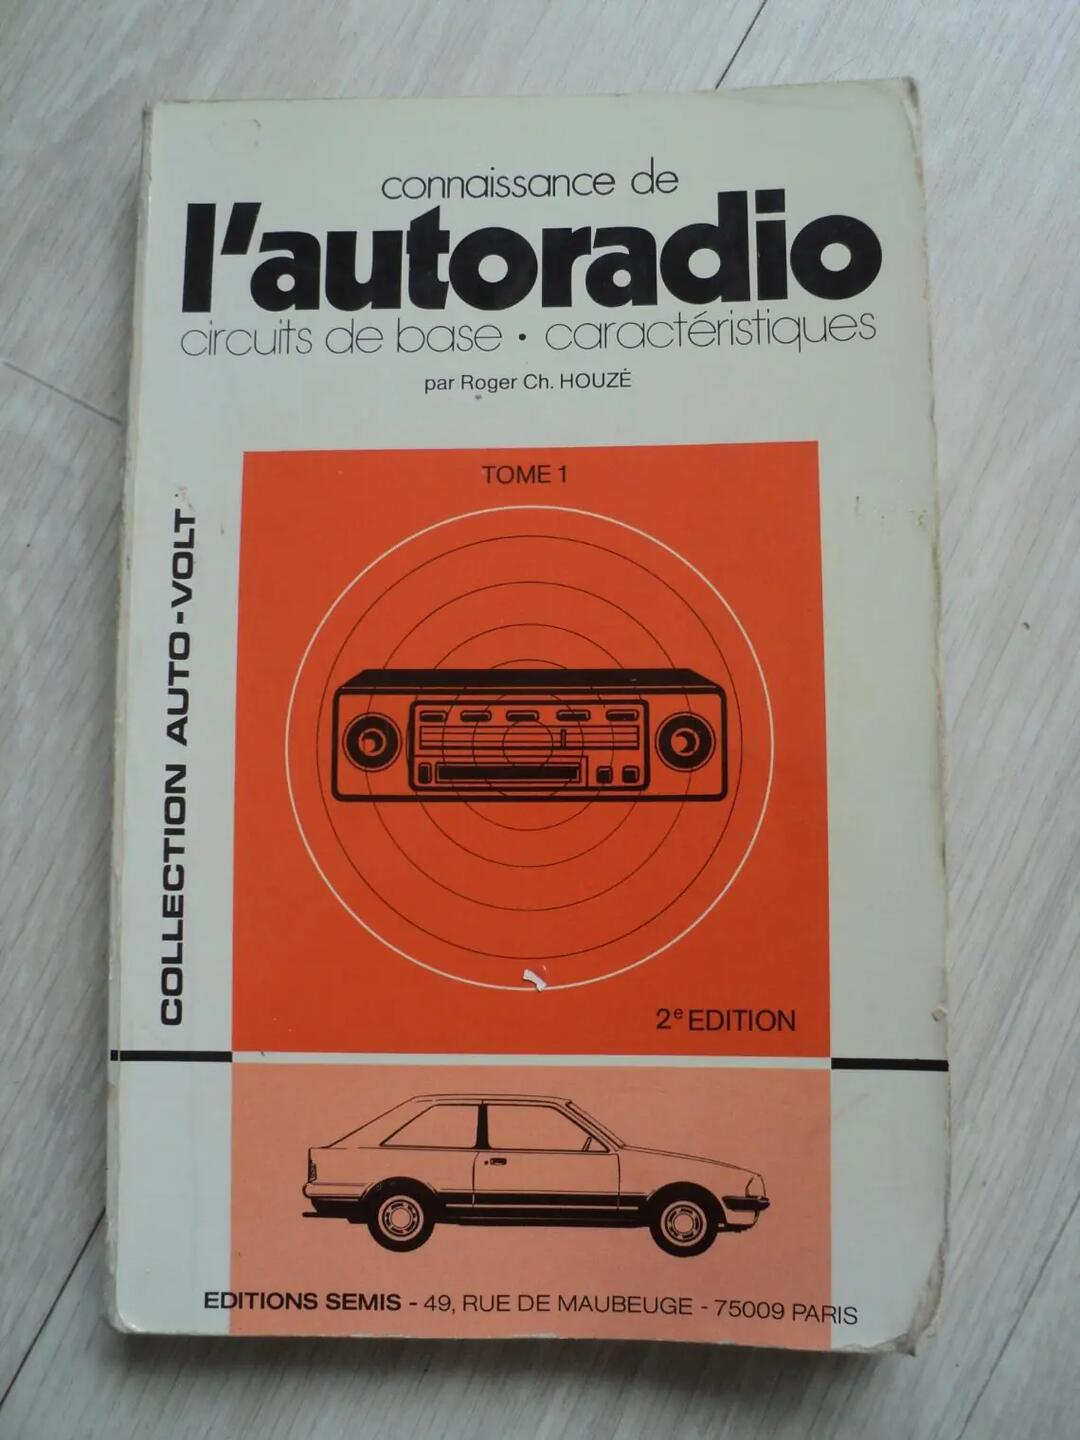 connaissance de
l'autoradio
circuits de base • caractéristiques
par Roger Ch. HOUZÉ
TOME 1
COLLECTION AUTO-VOLT
2e EDITION
EDITIONS SEMIS - 49, RUE DE MAUBEUGE - 75009 PARIS